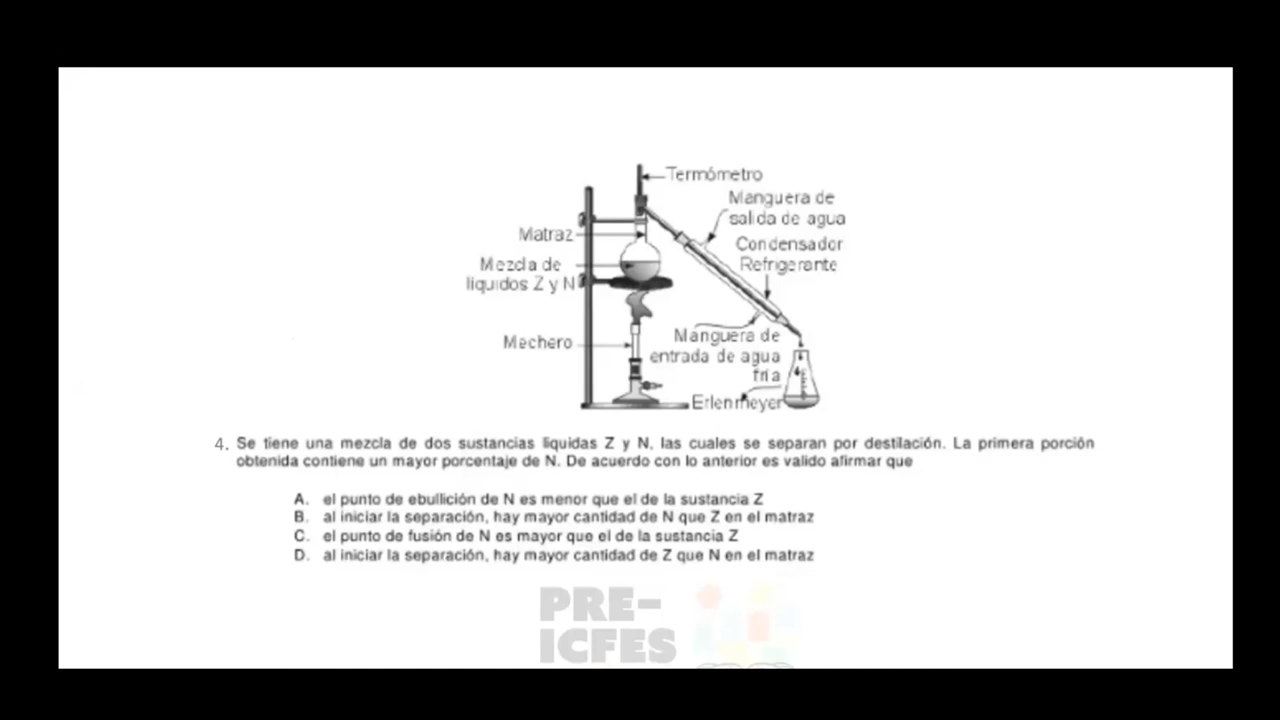 Termómetro
Manguera de
salida de agua
Matraz
Condensador
Refrigerante
Mezcla de
líquidos Z y N
Mechero
Manguera de
entrada de agua
fría
Erlenmeyer
4. Se tiene una mezcla de dos sustancias liquidas Z y N, las cuales se separan por destilación. La primera porción
obtenida contiene un mayor porcentaje de N. De acuerdo con lo anterior es valido afirmar que
A. el punto de ebullición de N es menor que el de la sustancia Z
B. al iniciar la separación, hay mayor cantidad de N que Z en el matraz
C. el punto de fusión de N es mayor que el de la sustancia Z
D. al iniciar la separación, hay mayor cantidad de Z que N en el matraz
PRE-
ICFES